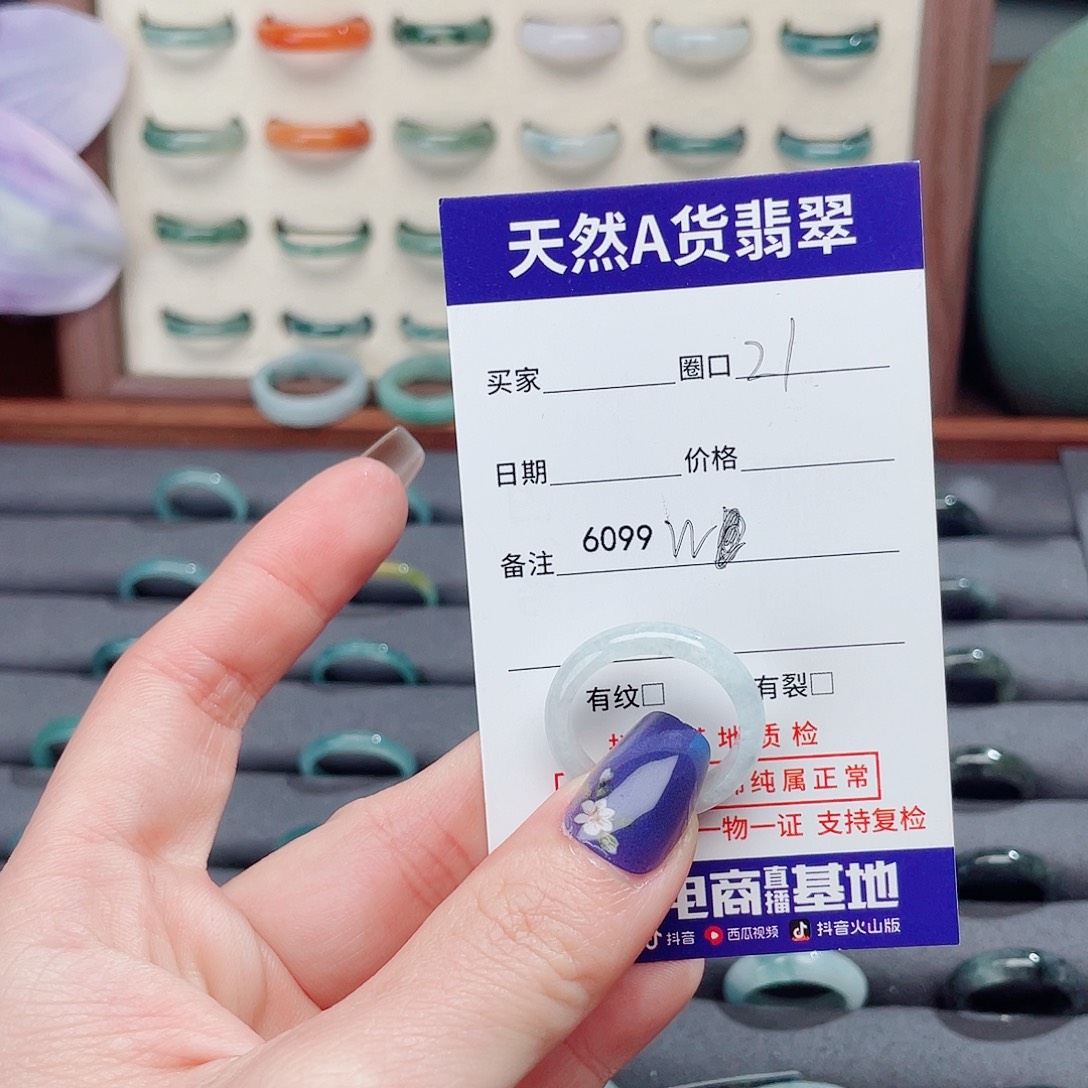 天然A货翡翠
买家 圈口 21
日期 价格
备注 6099 W
有纹□ 有裂□
地质检
纯属正常
一物一证 支持复检
电商直播基地
抖音 西瓜视频 抖音火山版